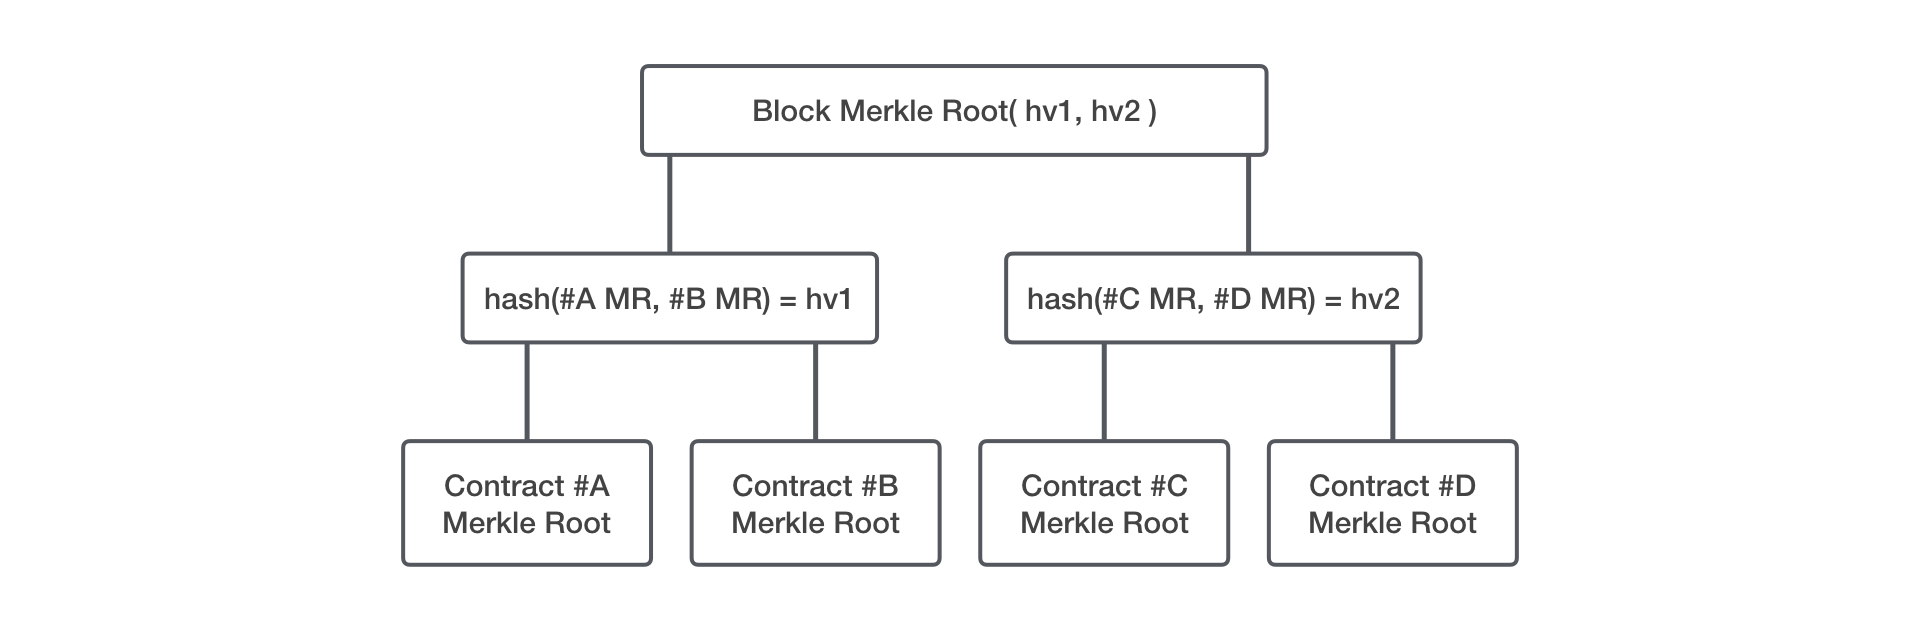 Block Merkle Root( hv1, hv2 )
hash(#A MR, #B MR) = hv1
hash(#C MR, #D MR) = hv2
Contract #A
Merkle Root
Contract #B
Merkle Root
Contract #C
Merkle Root
Contract #D
Merkle Root